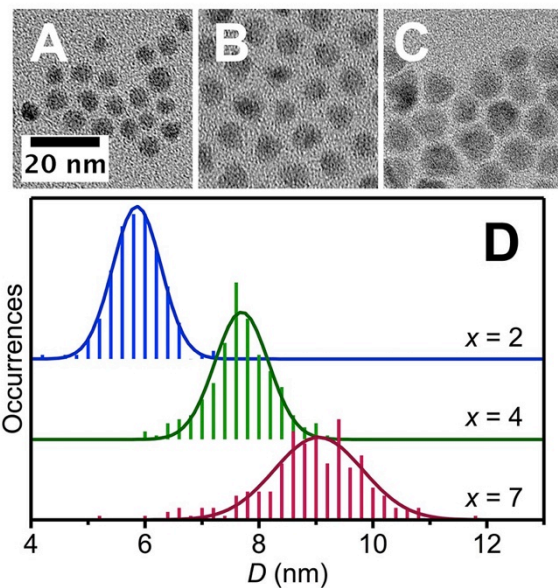 A B C
20 nm
D
Occurrences
x = 2
x = 4
x = 7
4 6 8 10 12
D (nm)